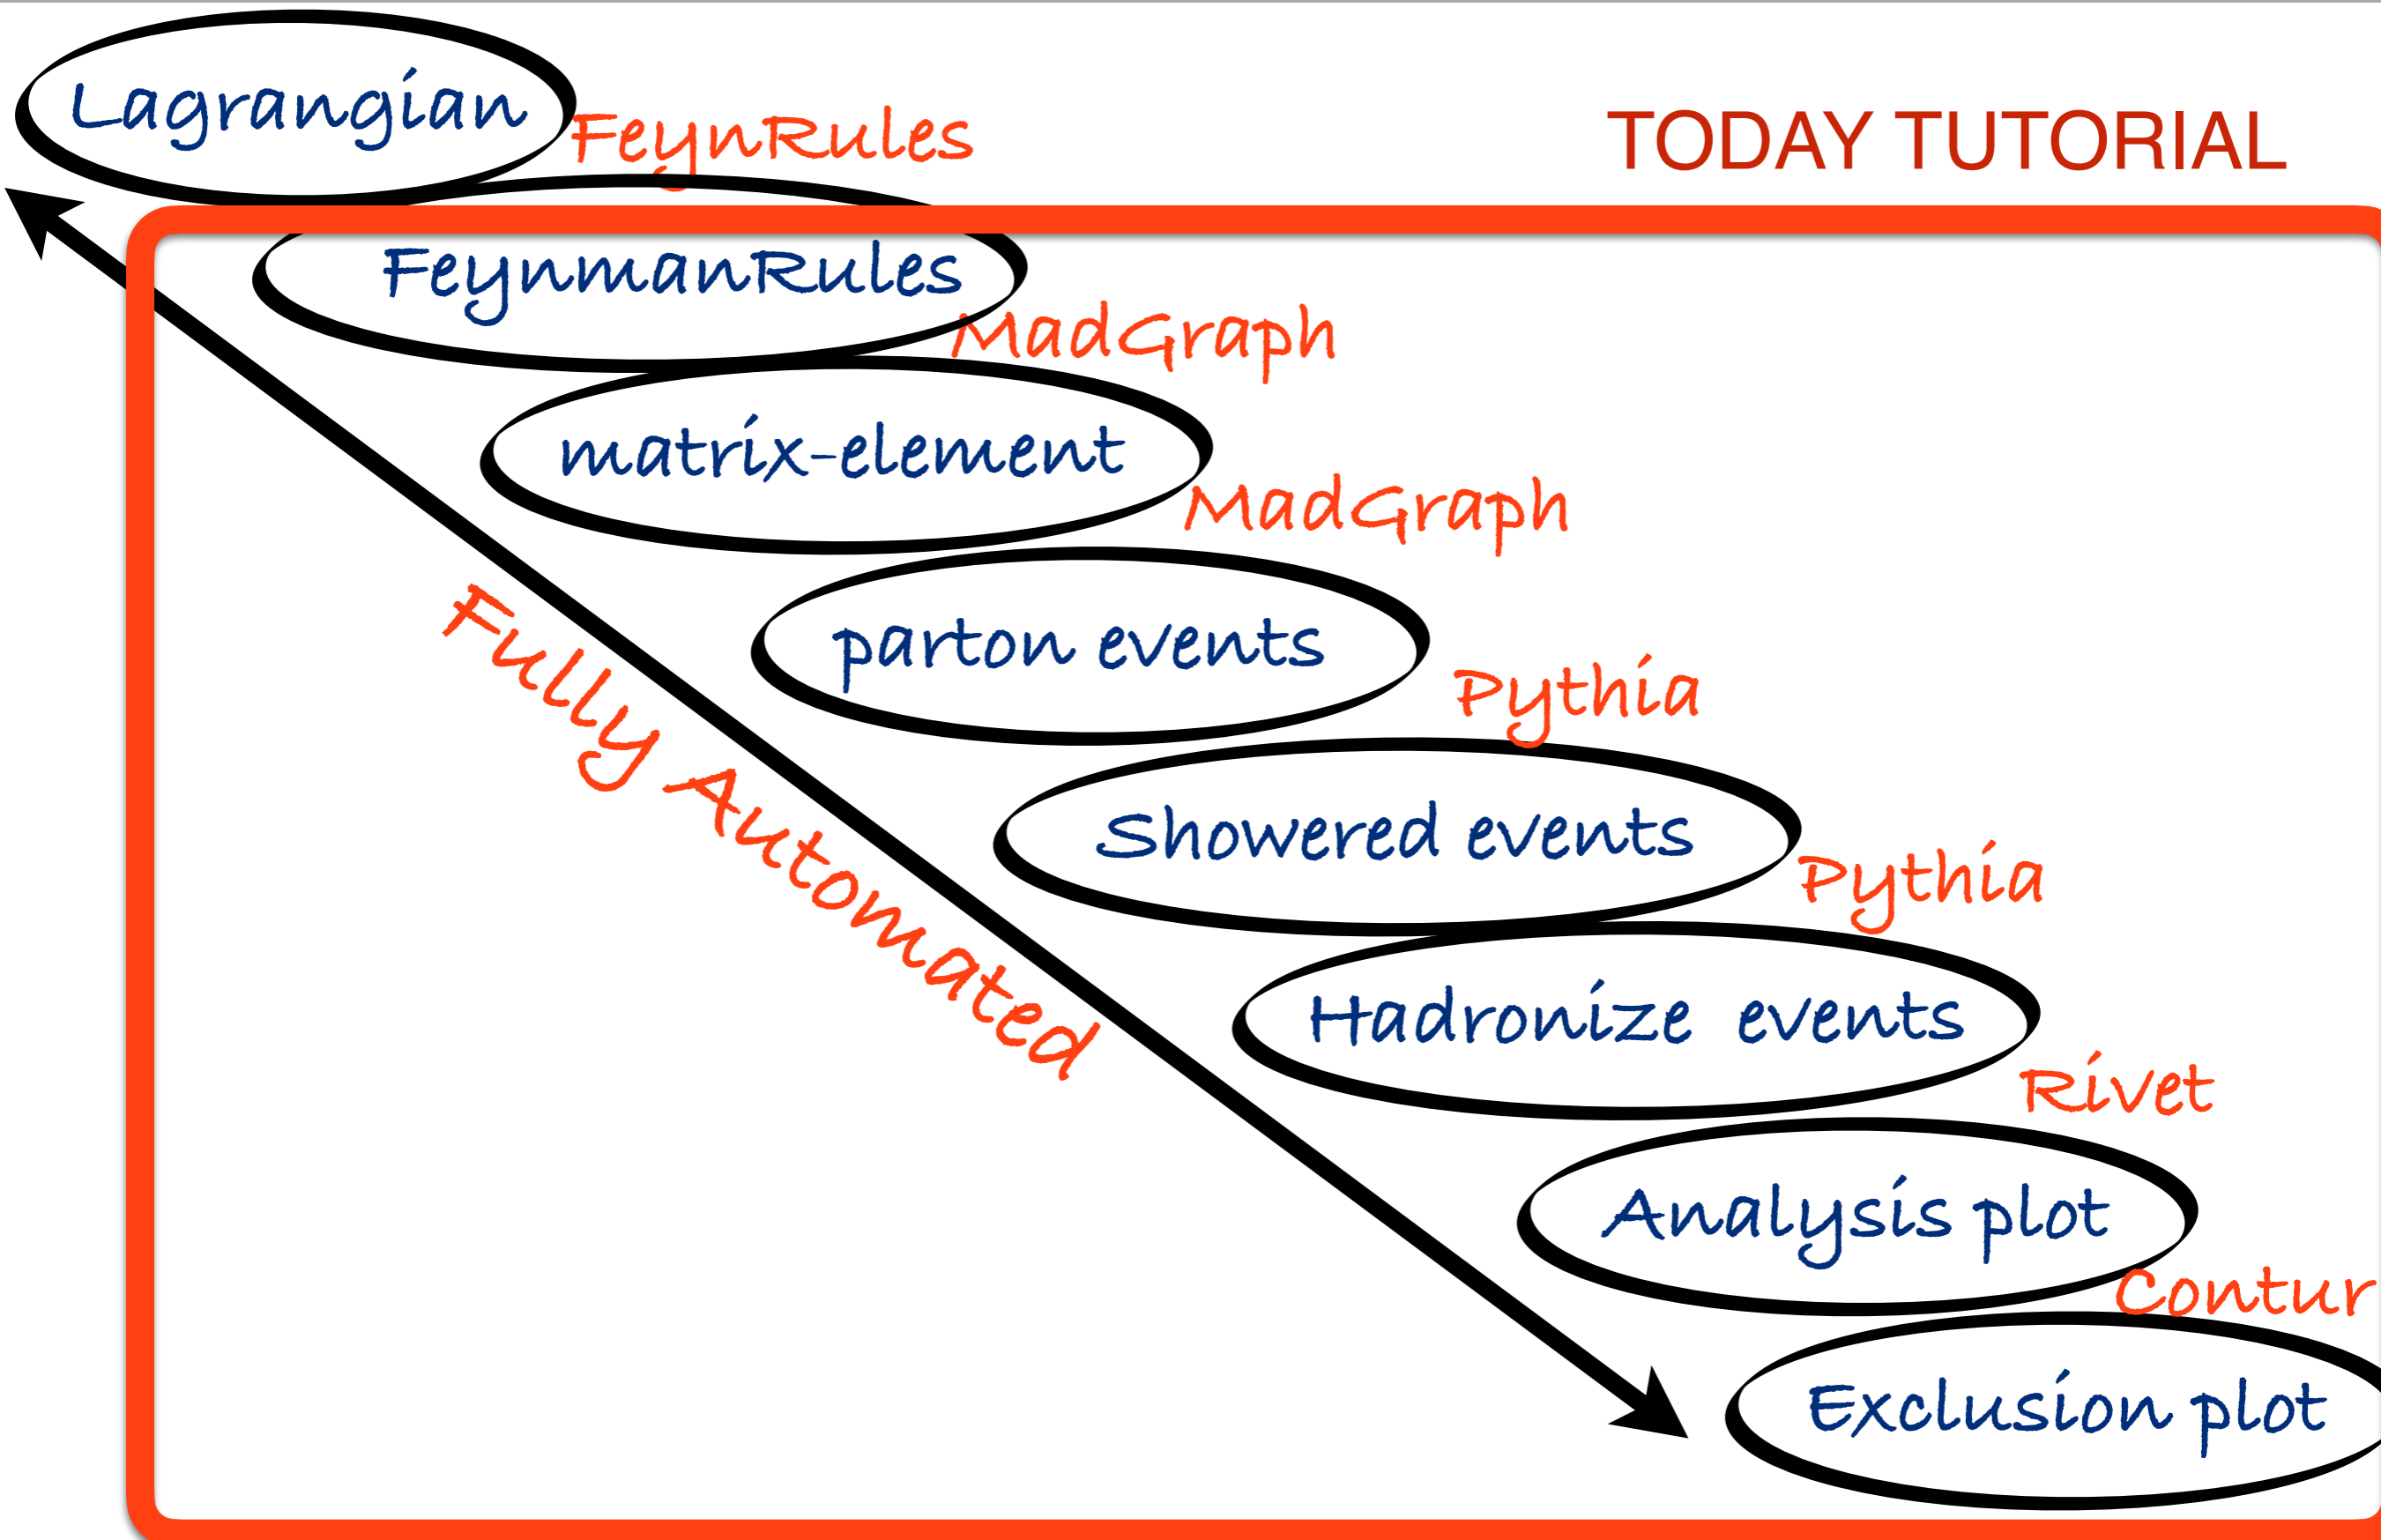 Lagrangian
FeynRules
TODAY TUTORIAL
FeynmanRules
MadGraph
matrix-element
MadGraph
parton events
Pythia
Fully Automated
Showered events
Pythia
Hadronize events
Rivet
Analysis plot
Contur
Exclusion plot